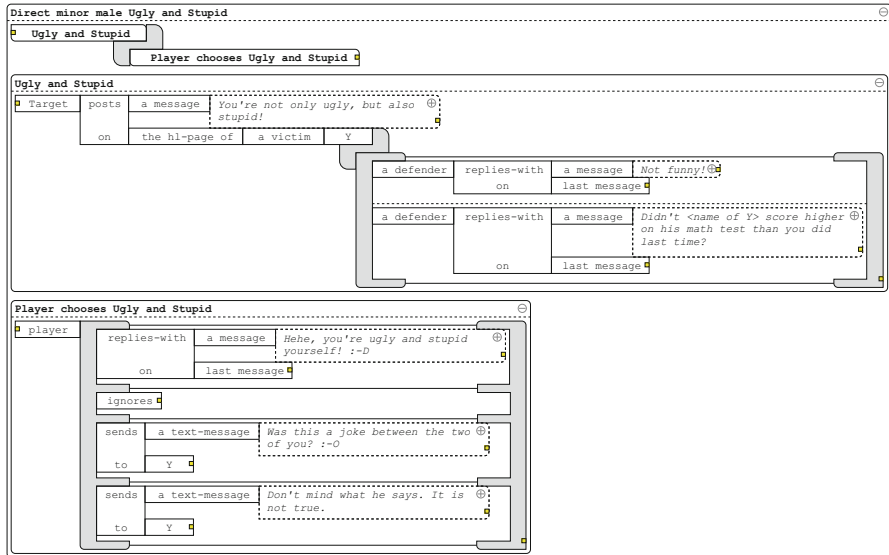 Direct minor male Ugly and Stupid
Ugly and Stupid
Player chooses Ugly and Stupid
Ugly and Stupid
Target posts a message You're not only ugly, but also
stupid!
on the hl-page of a victim Y
a defender replies-with a message Not funny!
on last message
a defender replies-with a message Didn't <name of Y> score higher
on his math test than you did
last time?
on last message
Player chooses Ugly and Stupid
player replies-with a message Hehe, you're ugly and stupid
yourself! :-D
on last message
ignores
sends a text-message Was this a joke between the two
of you? :-O
to Y
sends a text-message Don't mind what he says. It is
not true.
to Y